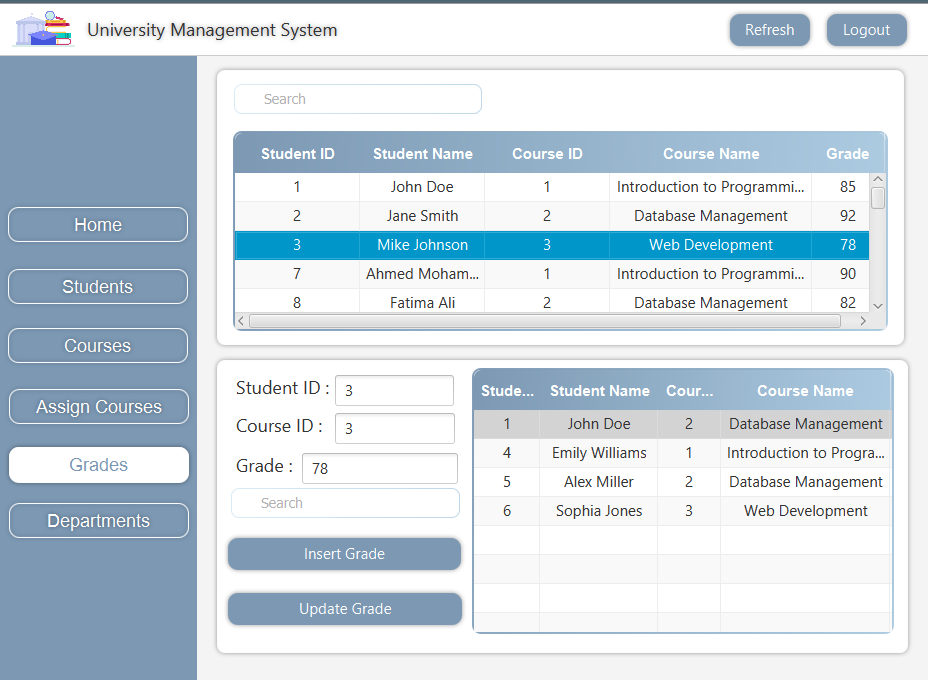 University Management System
Refresh
Logout
Home
Students
Courses
Assign Courses
Grades
Departments
Search
Student ID Student Name Course ID Course Name Grade
1 John Doe 1 Introduction to Programmi... 85
2 Jane Smith 2 Database Management 92
3 Mike Johnson 3 Web Development 78
7 Ahmed Moham... 1 Introduction to Programmi... 90
8 Fatima Ali 2 Database Management 82
Student ID : 3
Course ID : 3
Grade : 78
Search
Insert Grade
Update Grade
Stude... Student Name Cour... Course Name
1 John Doe 2 Database Management
4 Emily Williams 1 Introduction to Progra...
5 Alex Miller 2 Database Management
6 Sophia Jones 3 Web Development